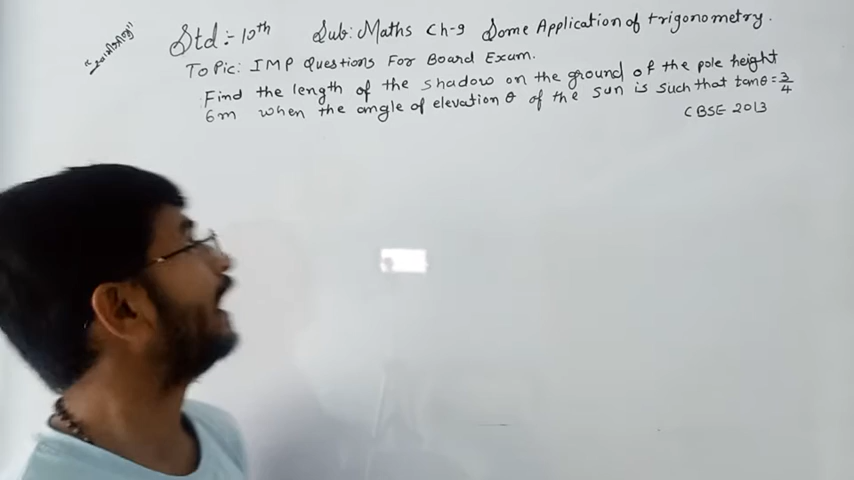 Std :- 10th Sub: Maths Ch-9 Some Application of trigonometry.
ToPic: IMP Questions For Board Exam.
Find the length of the shadow on the ground of the pole height
6m when the angle of elevation θ of the sun is such that tanθ = 3/4
CBSE 2013